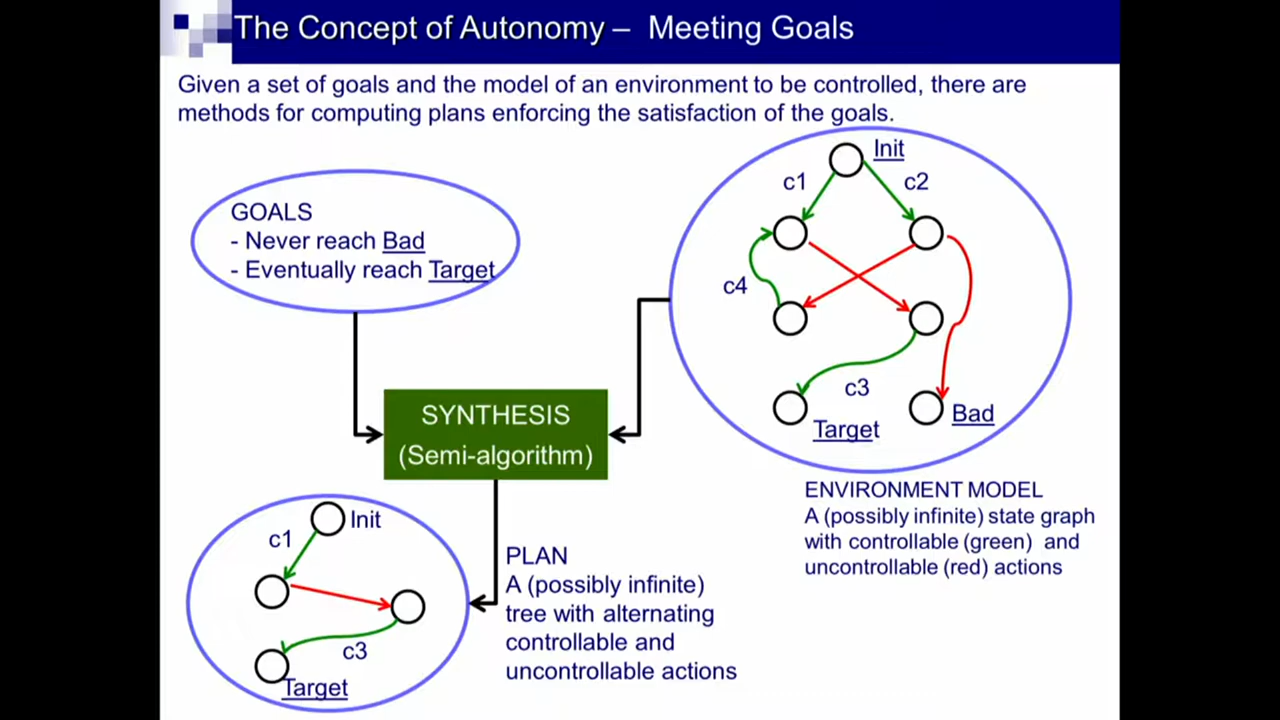 The Concept of Autonomy – Meeting Goals
Given a set of goals and the model of an environment to be controlled, there are
methods for computing plans enforcing the satisfaction of the goals.
GOALS
- Never reach Bad
- Eventually reach Target
Init
c1
c2
c4
c3
Target
Bad
SYNTHESIS
(Semi-algorithm)
ENVIRONMENT MODEL
A (possibly infinite) state graph
with controllable (green) and
uncontrollable (red) actions
Init
c1
c3
Target
PLAN
A (possibly infinite)
tree with alternating
controllable and
uncontrollable actions